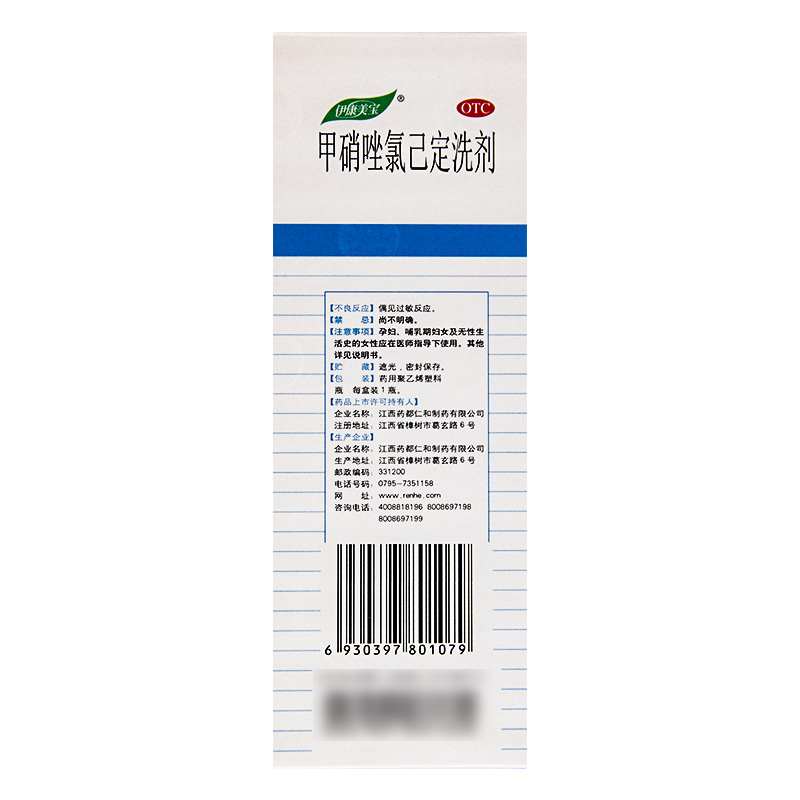 伊康美宝®
OTC
甲硝唑氯己定洗剂
【不良反应】偶见过敏反应。
【禁 忌】尚不明确。
【注意事项】孕妇、哺乳期妇女及无性生
活史的女性应在医师指导下使用。其他
详见说明书。
【贮 藏】遮光,密封保存。
【包 装】药用聚乙烯塑料
瓶 每盒装1瓶。
【药品上市许可持有人】
企业名称:江西药都仁和制药有限公司
注册地址:江西省樟树市葛玄路6号
【生产企业】
企业名称:江西药都仁和制药有限公司
生产地址:江西省樟树市葛玄路6号
邮政编码:331200
电话号码:0795-7351158
网 址:www.renhe.com
咨询电话:4008818196 8008697198
8008697199
6 930397 801079